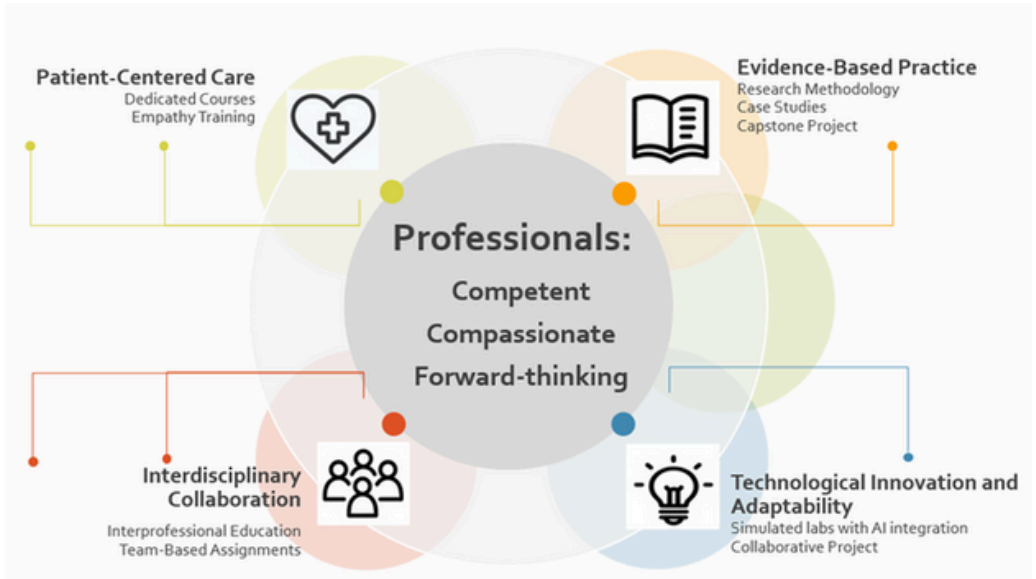 Patient-Centered Care
Dedicated Courses
Empathy Training
Evidence-Based Practice
Research Methodology
Case Studies
Capstone Project
Professionals:
Competent
Compassionate
Forward-thinking
Interdisciplinary
Collaboration
Interprofessional Education
Team-Based Assignments
Technological Innovation and
Adaptability
Simulated labs with AI integration
Collaborative Project